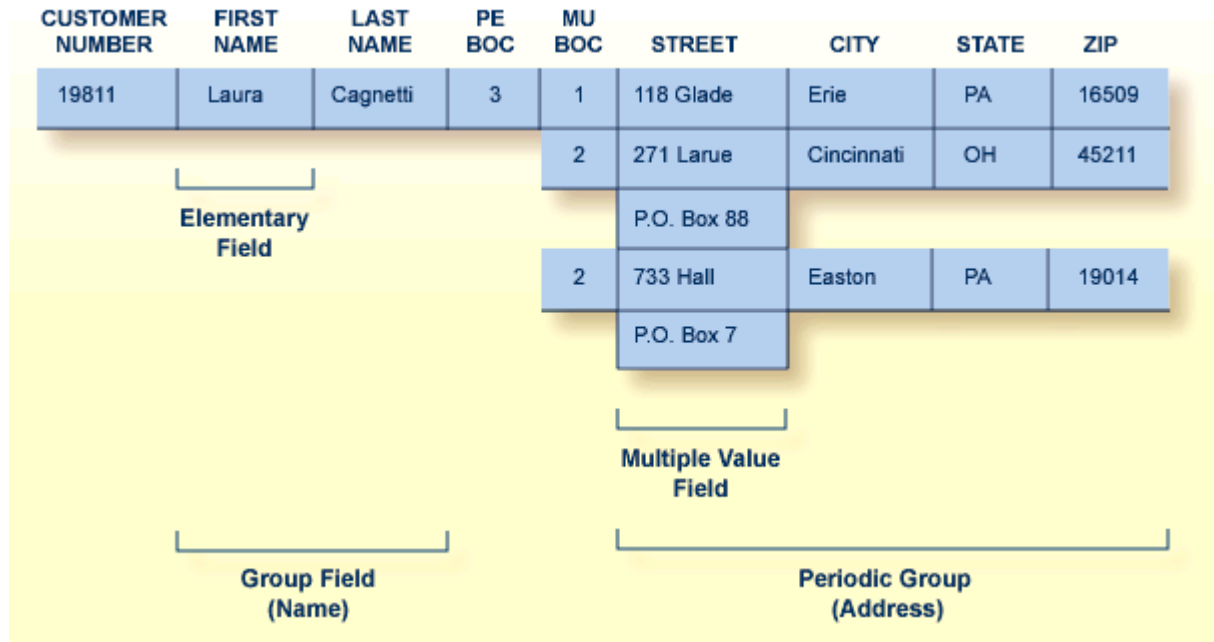 CUSTOMER NUMBER FIRST NAME LAST NAME PE BOC MU BOC STREET CITY STATE ZIP
19811 Laura Cagnetti 3 1 118 Glade Erie PA 16509
2 271 Larue Cincinnati OH 45211
P.O. Box 88
2 733 Hall Easton PA 19014
P.O. Box 7
Elementary
Field
Multiple Value
Field
Group Field
(Name)
Periodic Group
(Address)